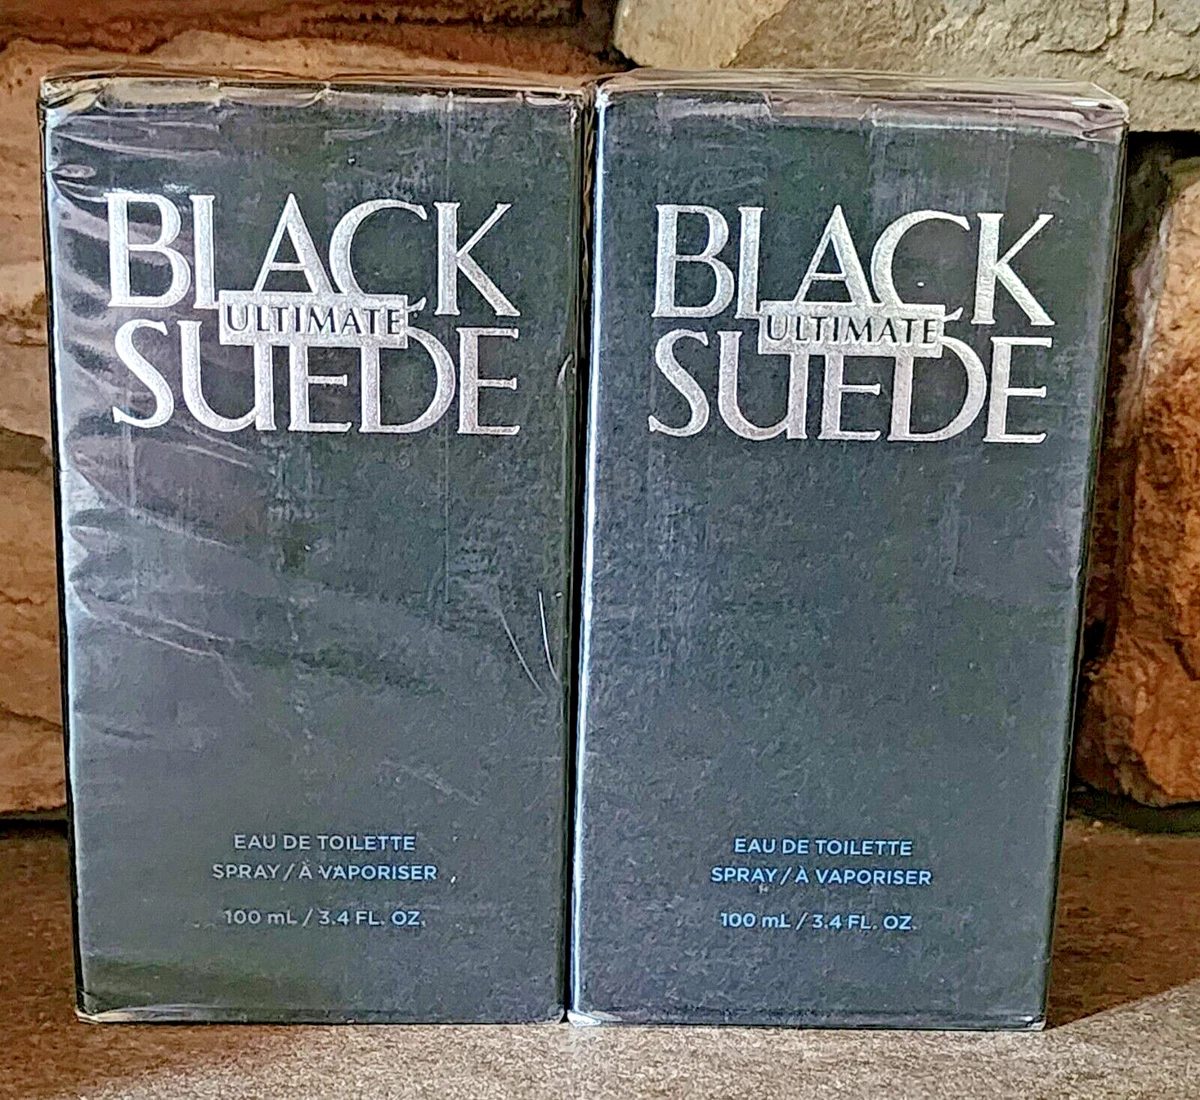 BLACK
ULTIMATE
SUEDE
EAU DE TOILETTE
SPRAY / À VAPORISER
100 mL / 3.4 FL. OZ.
BLACK
ULTIMATE
SUEDE
EAU DE TOILETTE
SPRAY / À VAPORISER
100 mL / 3.4 FL. OZ.